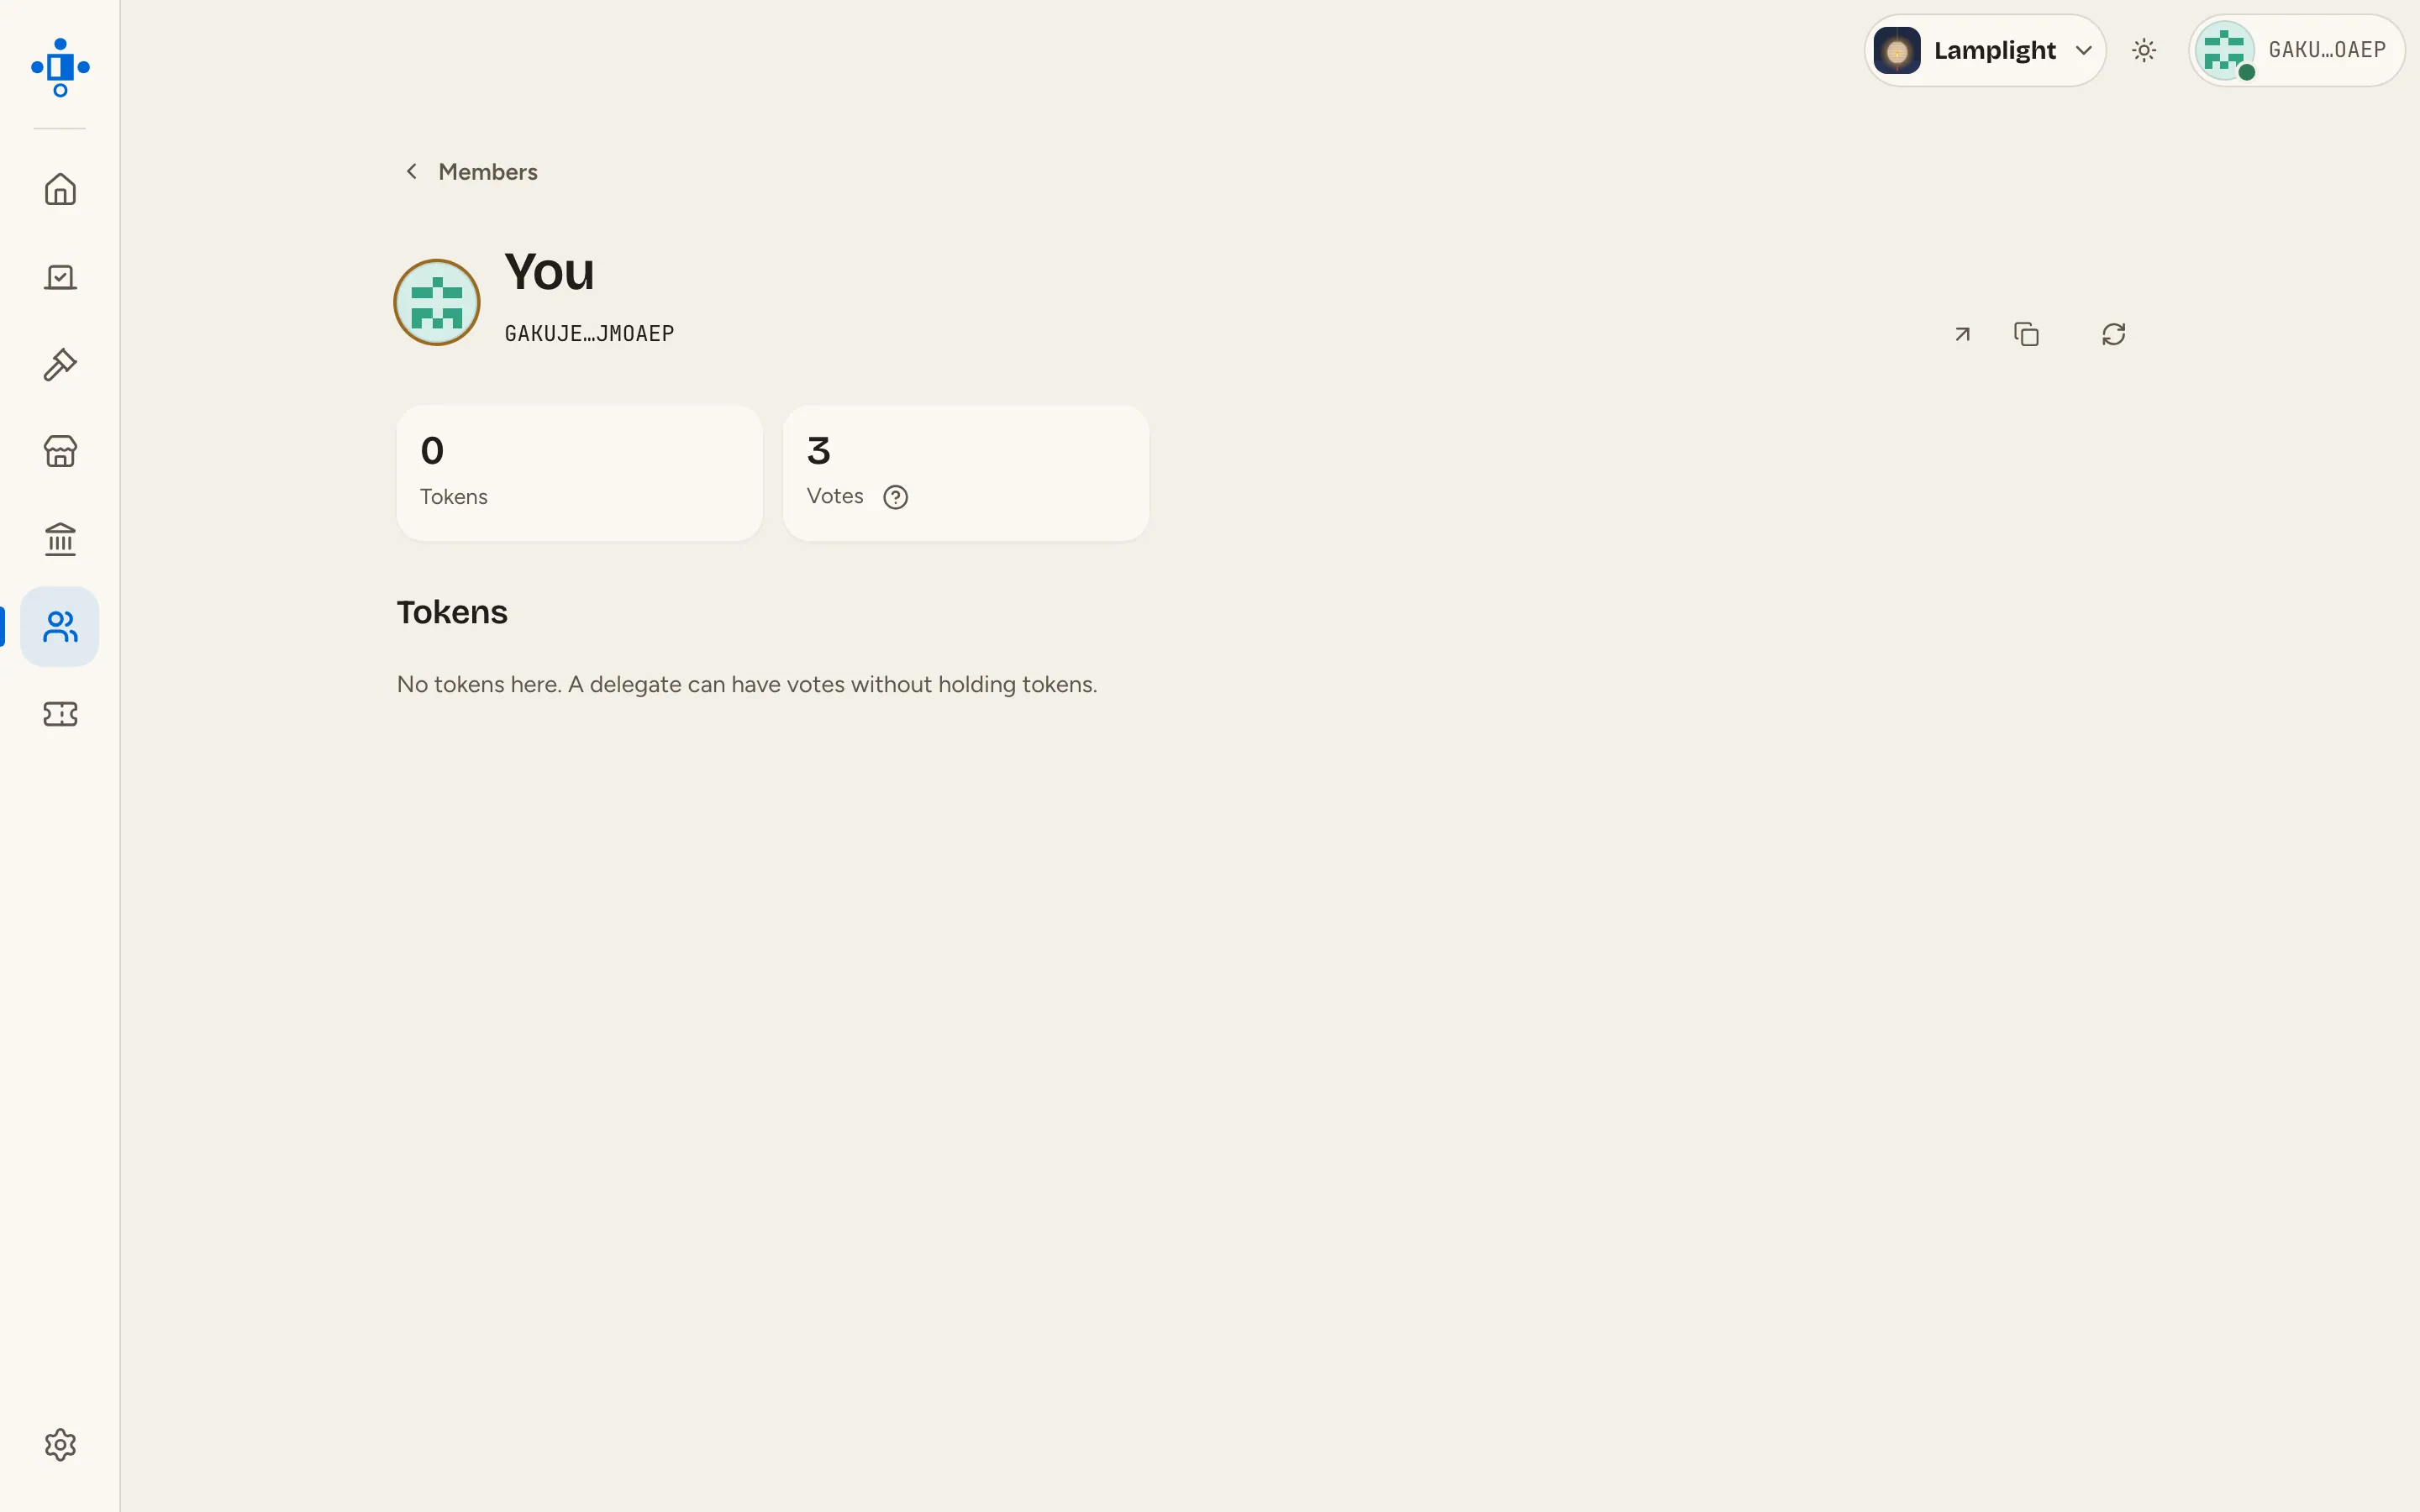 Lamplight
GAKU…OAEP
Members
You
GAKUJE…JMOAEP
0
Tokens
3
Votes
Tokens
No tokens here. A delegate can have votes without holding tokens.